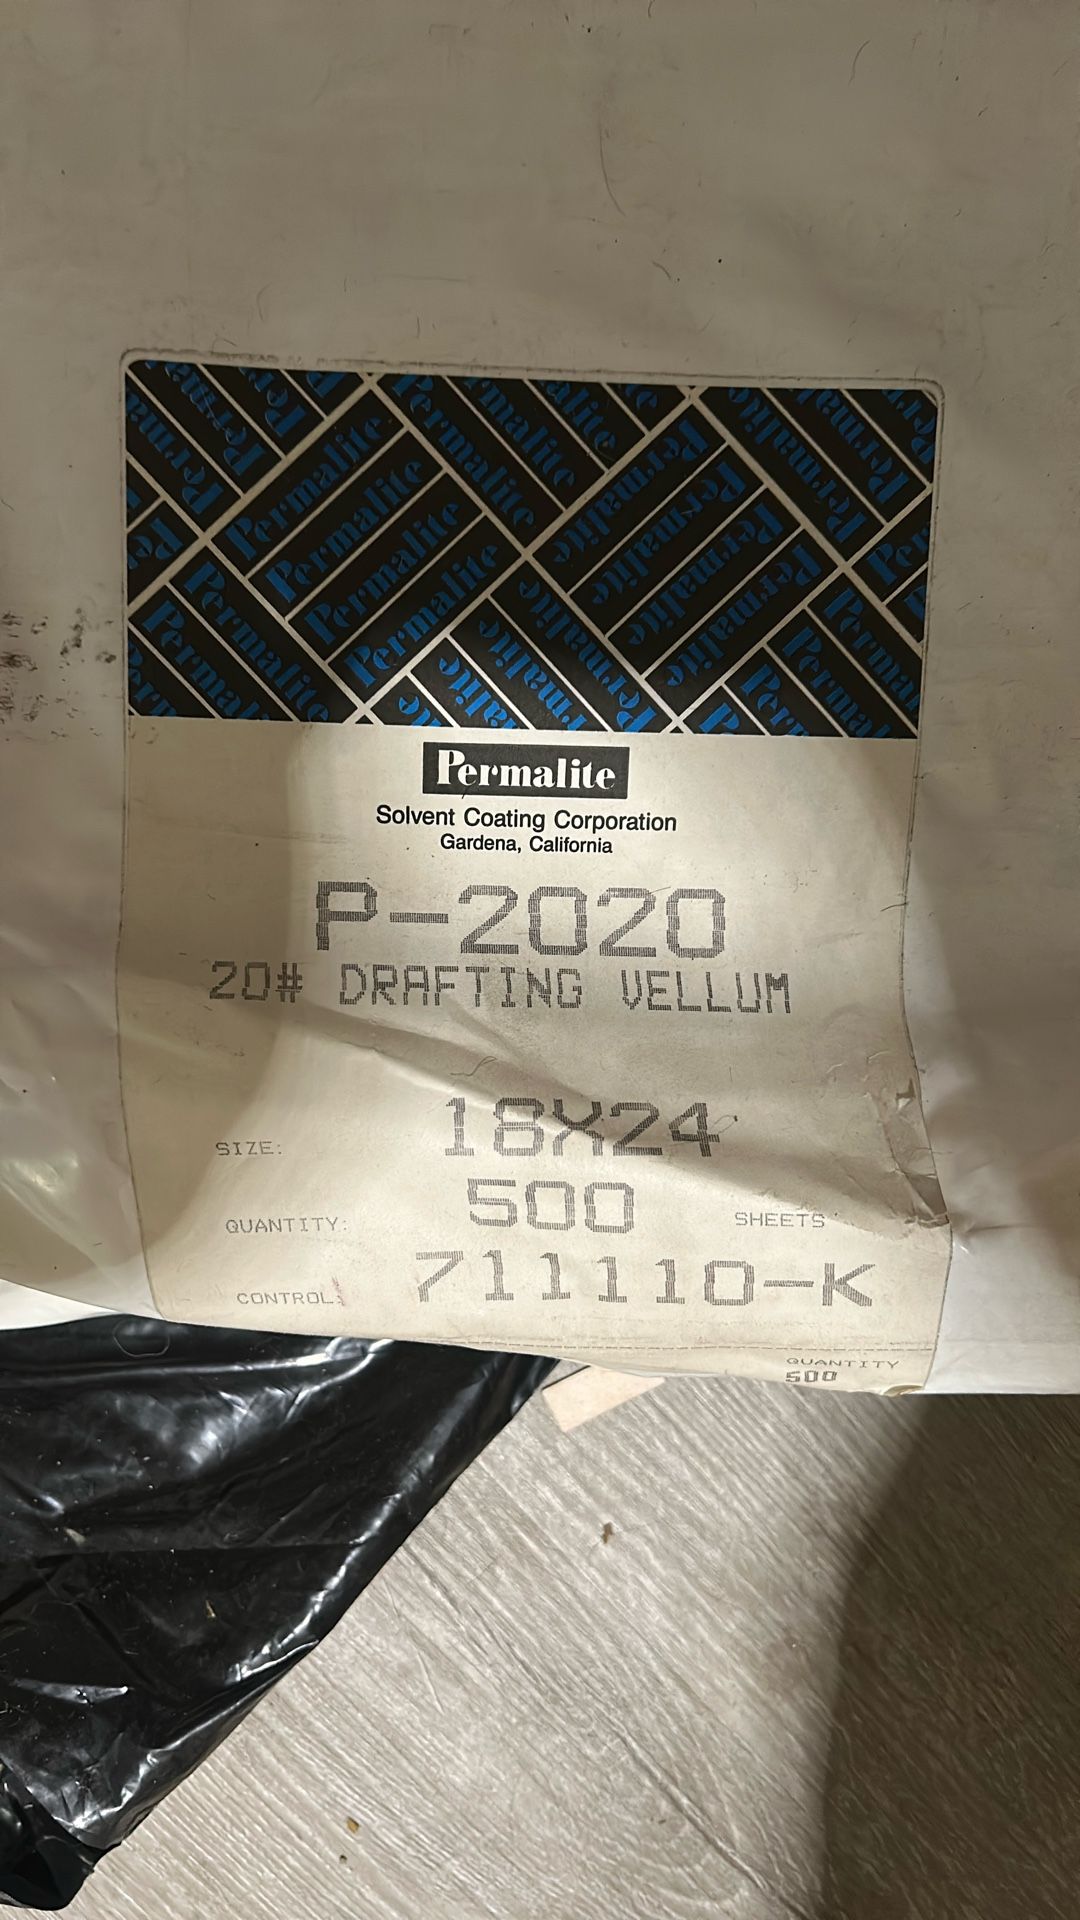 Permalite
Solvent Coating Corporation
Gardena, California
P-2020
20# DRAFTING VELLUM
SIZE: 18X24
QUANTITY: 500 SHEETS
CONTROL: 711110-K
QUANTITY
500